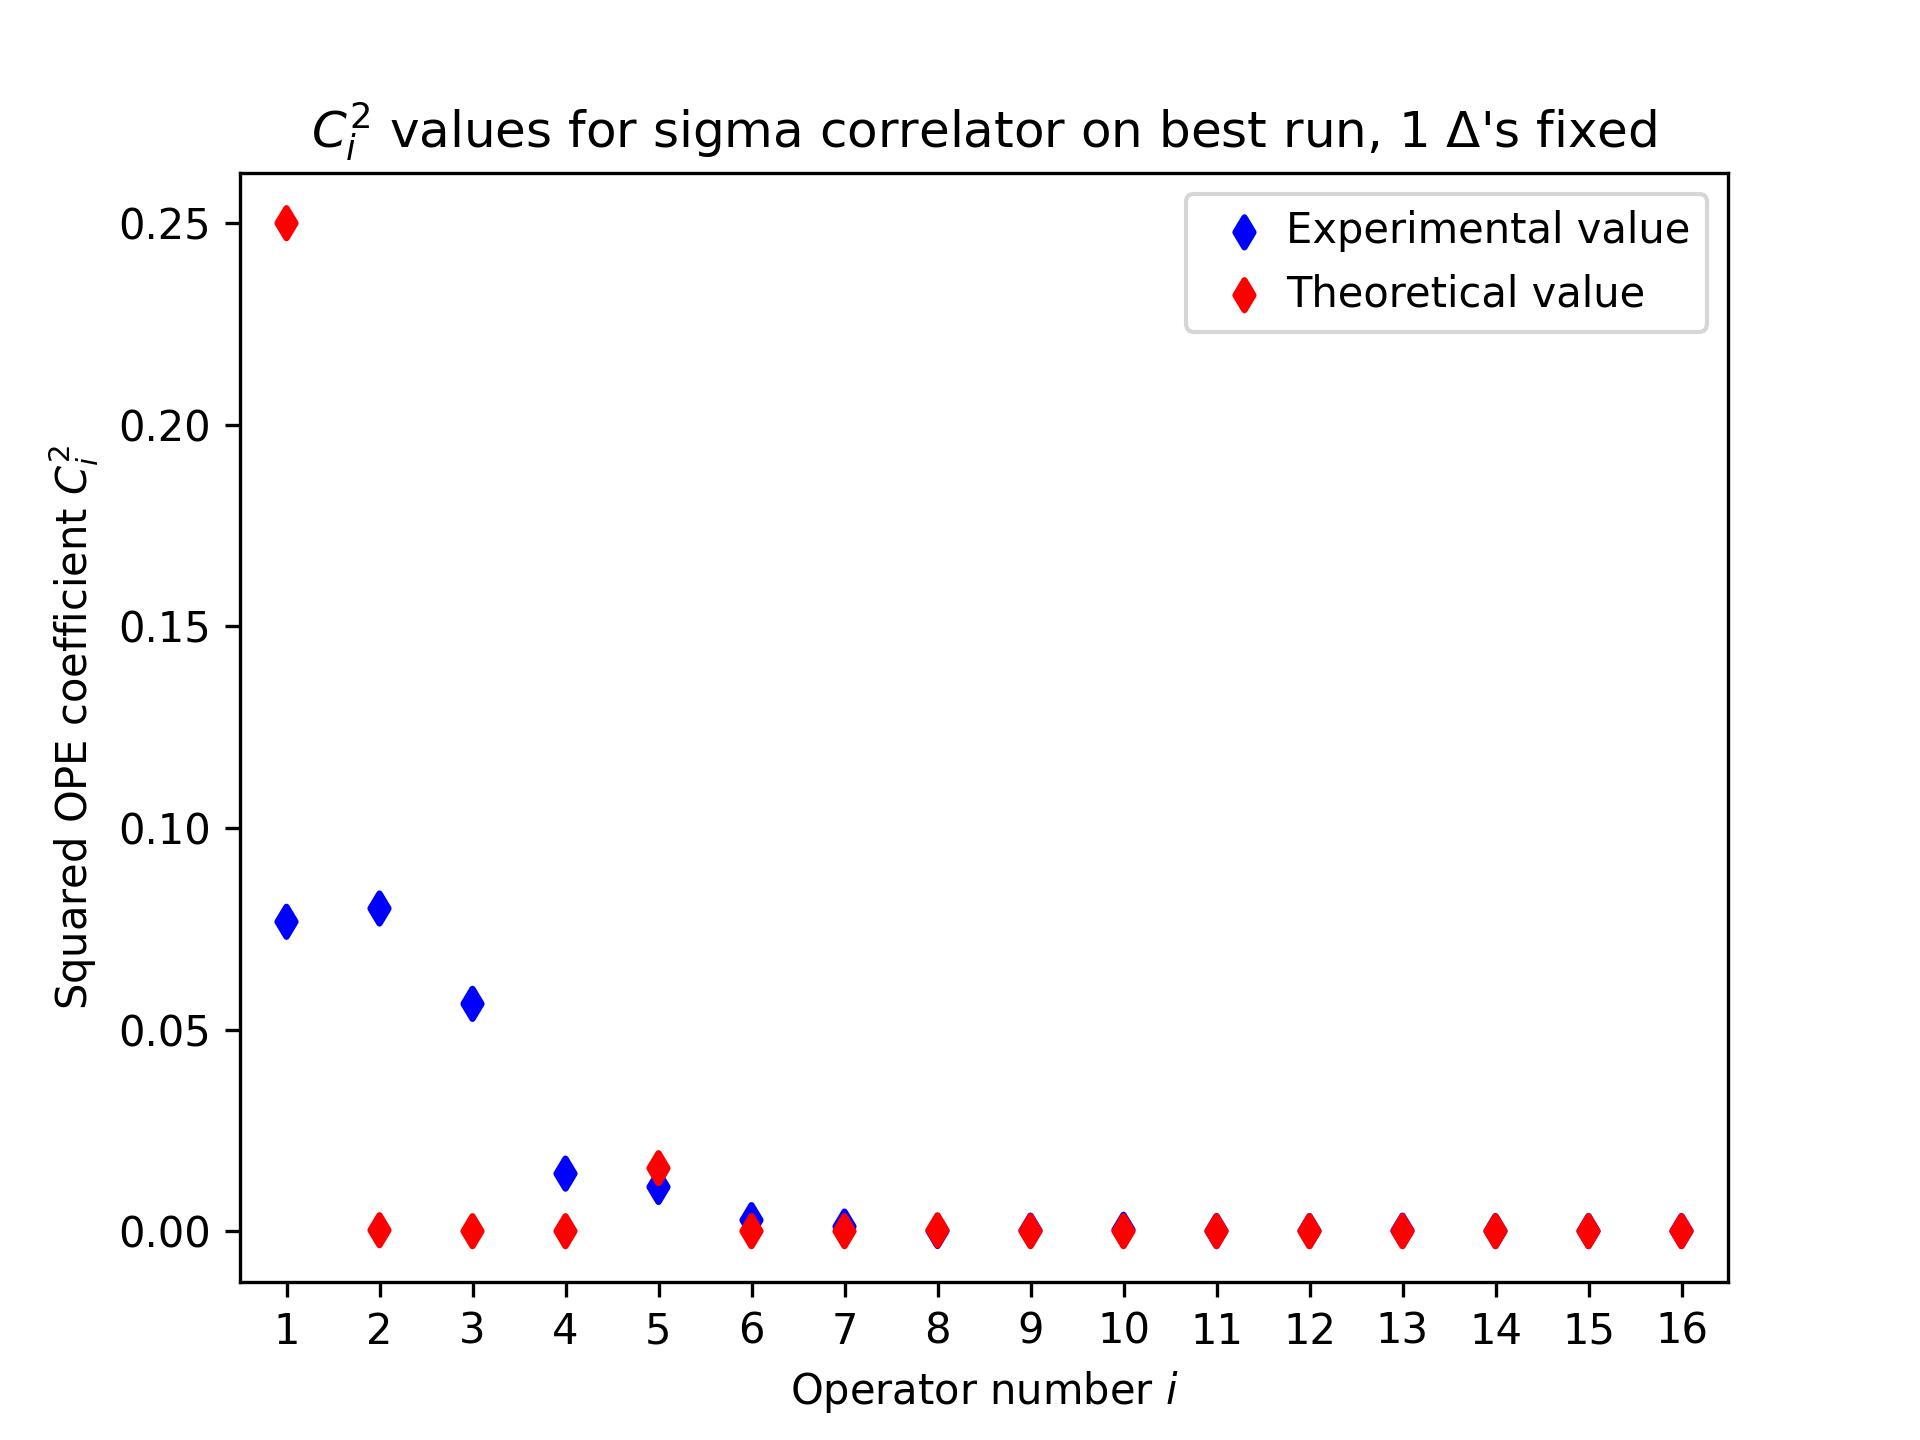 $C_i^2$ values for sigma correlator on best run, 1 Δ's fixed
Experimental value
Theoretical value
Squared OPE coefficient $C_i^2$
0.25
0.20
0.15
0.10
0.05
0.00
1 2 3 4 5 6 7 8 9 10 11 12 13 14 15 16
Operator number i